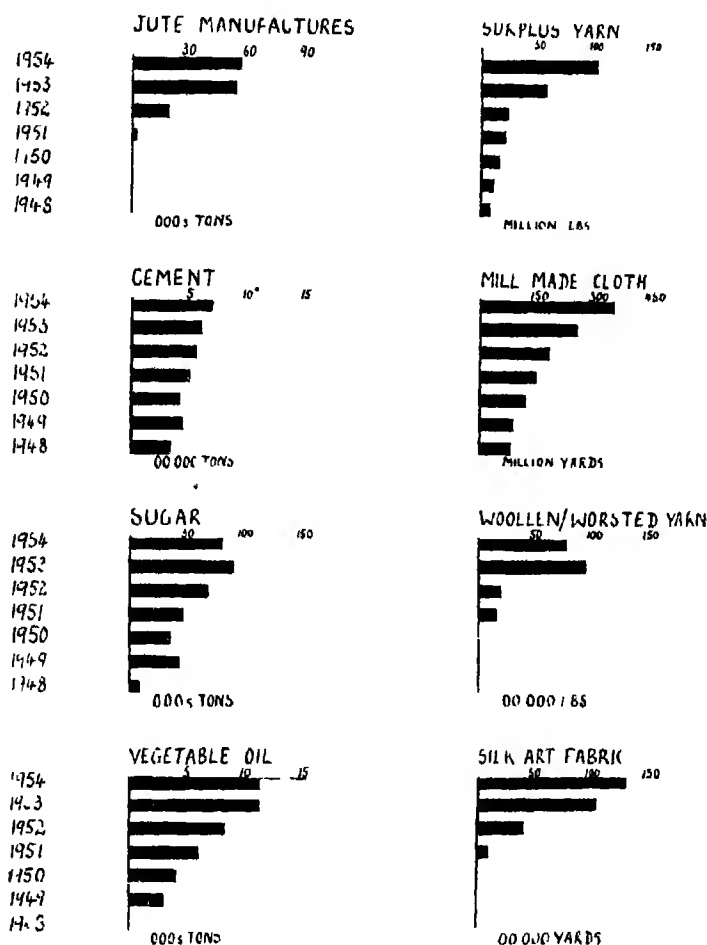 JUTE MANUFACTURES
30 60 90
1954
1953
1952
1951
1950
1949
1948
000s TONS
SURPLUS YARN
50 100 150
MILLION LBS
CEMENT
5 10 15
1954
1953
1952
1951
1950
1949
1948
00 000 TONS
MILL MADE CLOTH
150 300 450
MILLION YARDS
SUGAR
50 100 150
1954
1953
1952
1951
1950
1949
1948
000s TONS
WOOLLEN/WORSTED YARN
50 100 150
00 000 LBS
VEGETABLE OIL
5 10 15
1954
1953
1952
1951
1950
1949
000s TONS
SILK ART FABRIC
50 100 150
00 000 YARDS